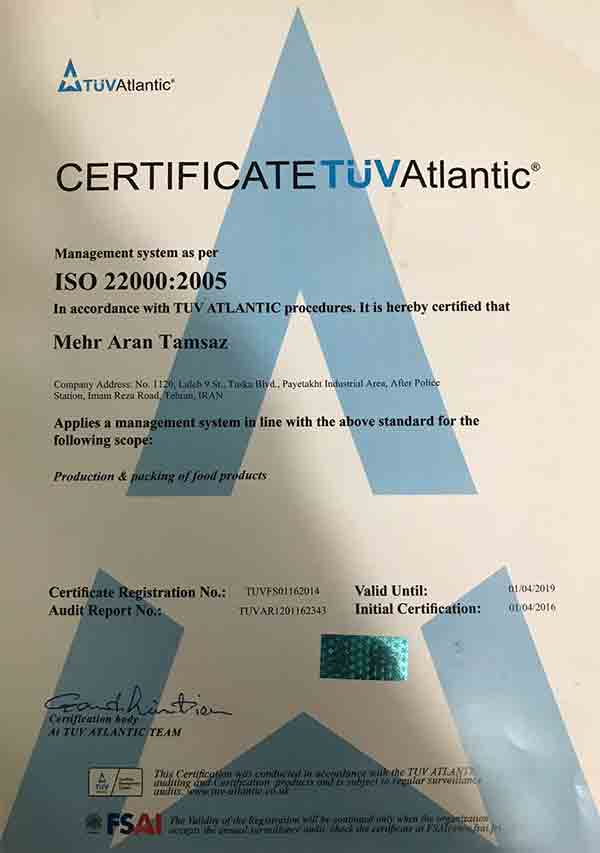 TÜVAtlantic®
CERTIFICATE TÜVAtlantic®
Management system as per
ISO 22000:2005
In accordance with TUV ATLANTIC procedures. It is hereby certified that
Mehr Aran Tamsaz
Company Address: No. 1120, Laleh 9 St., Tuska Blvd., Payetakht Industrial Area, After Police
Station, Imam Reza Road, Tehran, IRAN
Applies a management system in line with the above standard for the
following scope:
Production & packing of food products
Certificate Registration No.: TUVFS01162014 Valid Until: 01/04/2019
Audit Report No.: TUVAR1201162343 Initial Certification: 01/04/2016
Certification body
At TUV ATLANTIC TEAM
This Certification was conducted in accordance with the TUV ATLANTIC
auditing and Certification products and is subject to regular surveillance
audits. www.tuv-atlantic.co.uk
TUV
FSAI The Validity of the Registration will be continued only when the organization
accepts the annual surveillance audit. check the certificate at